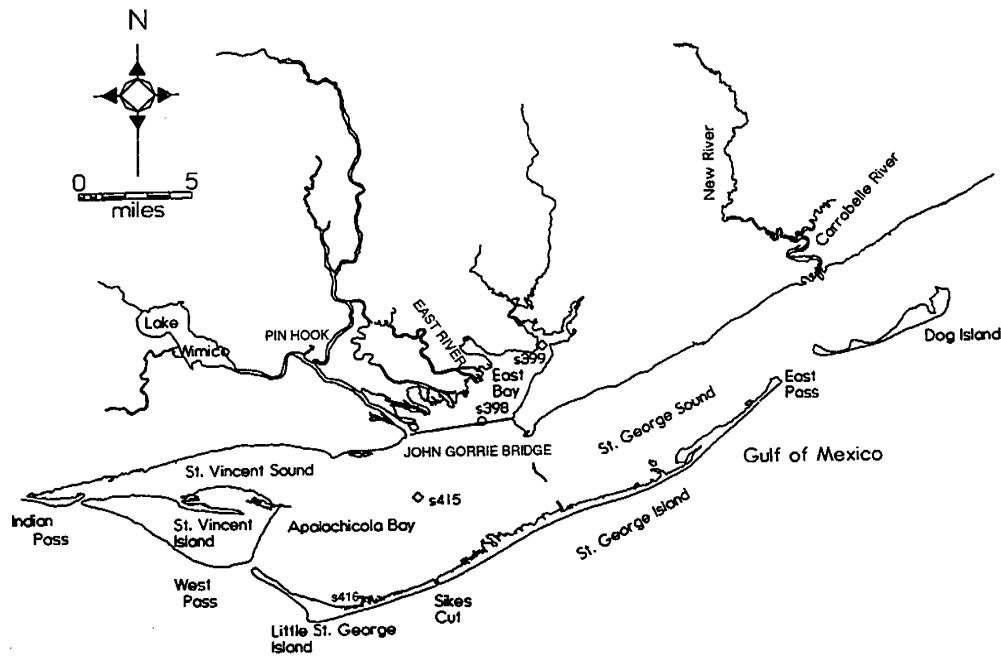 N
0 5
miles
New River
Carrabelle River
Lake
Wimico
PIN HOOK
EAST RIVER
s399
East
Bay
s398
Dog Island
East
Pass
JOHN GORRIE BRIDGE
St. George Sound
Gulf of Mexico
St. Vincent Sound
s415
Indian
Pass
St. Vincent
Island
Apalachicola Bay
St. George Island
West
Pass
s416
Sikes
Cut
Little St. George
Island